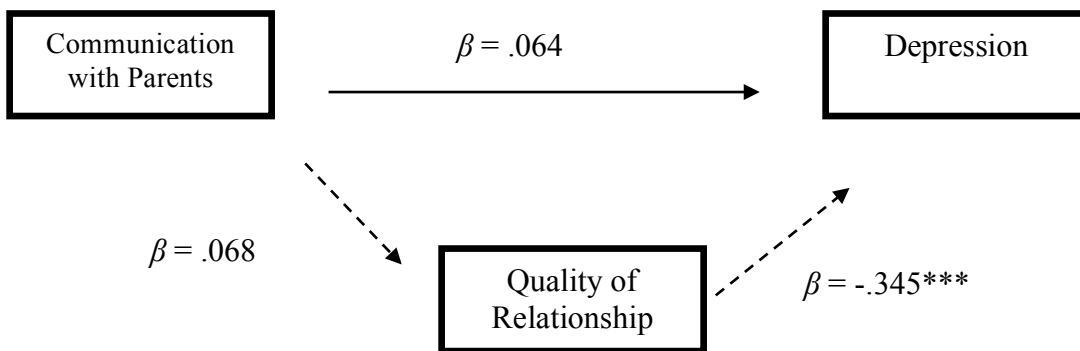 Communication
with Parents
β = .064
Depression
β = .068
Quality of
Relationship
β = -.345***